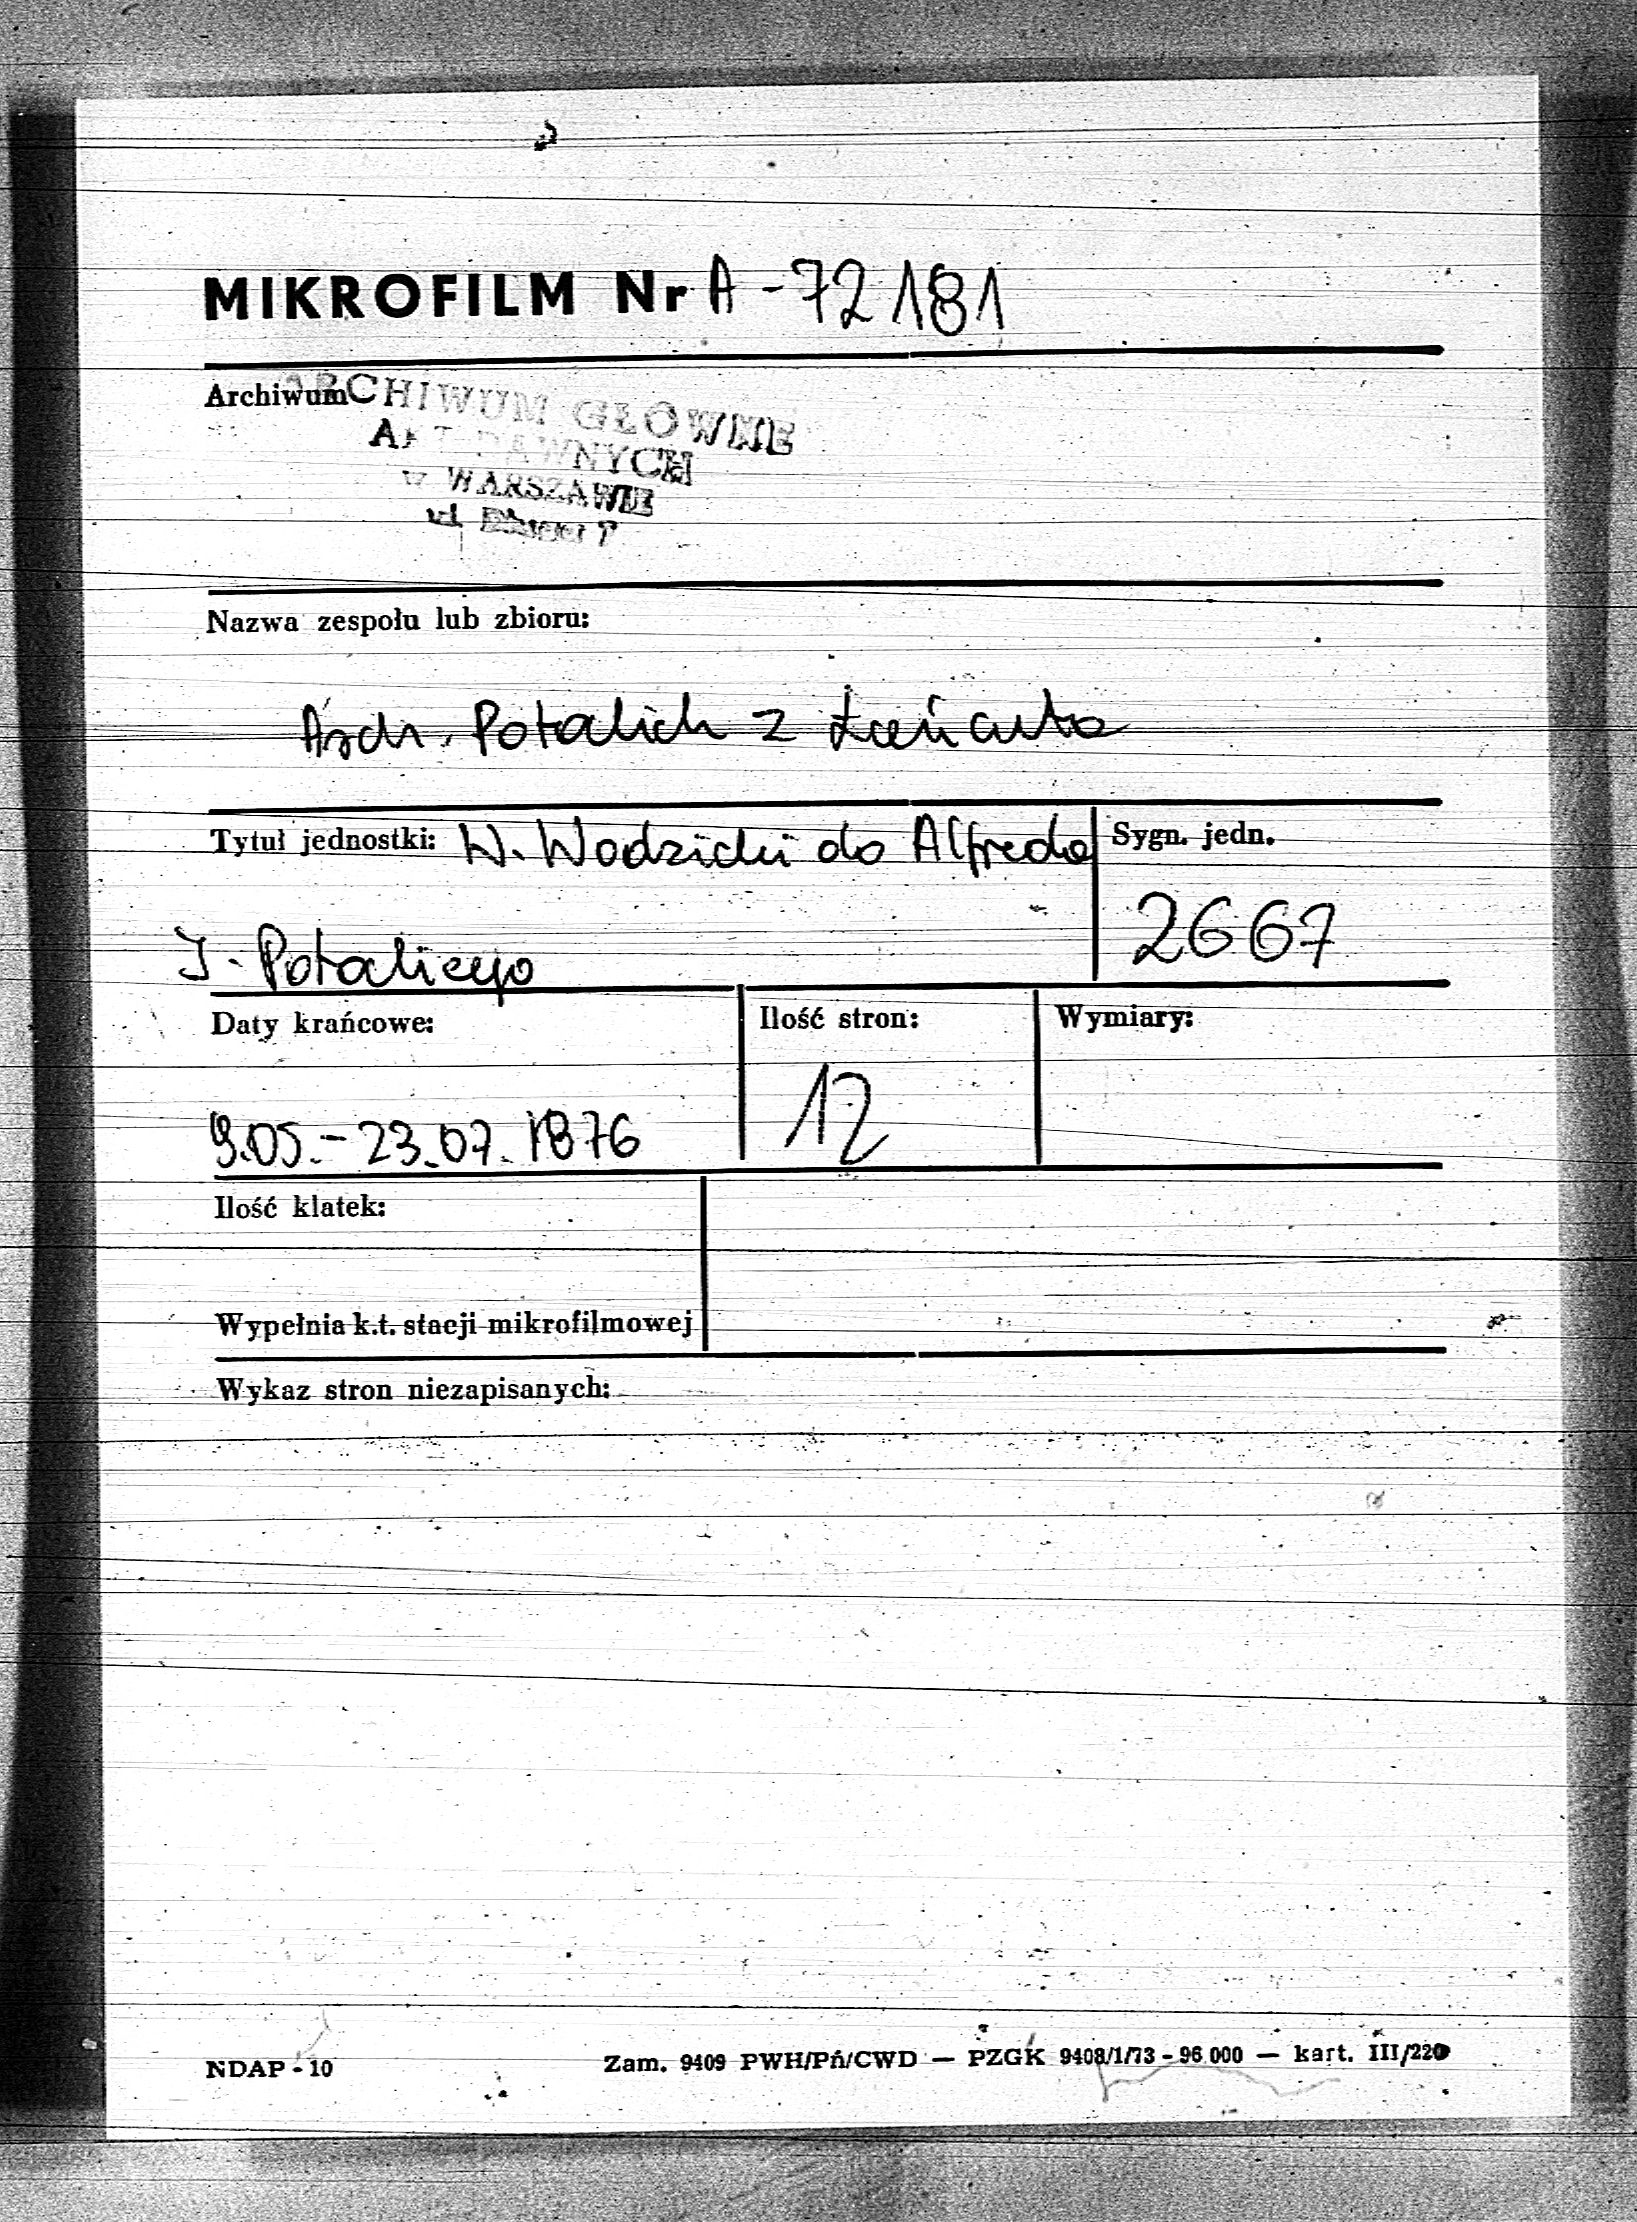 MIKROFILM Nr A-72181
Archiwum ARCHIWUM GŁÓWNE
AKT DAWNYCH
w WARSZAWIE
ul. Długa 7
Nazwa zespołu lub zbioru:
Arch. Potockich z Łańcuta
Tytuł jednostki: W. Wodzicki do Alfreda
Sygn. jedn.
2667
J. Potockiego
Daty krańcowe:
Ilość stron:
Wymiary:
9.05.-23.07.1876
12
Ilość klatek:
Wypełnia k.t. stacji mikrofilmowej
Wykaz stron niezapisanych:
NDAP - 10
Zam. 9409 PWH/Pń/CWD — PZGK 9408/1/73 - 96.000 — kart. III/220